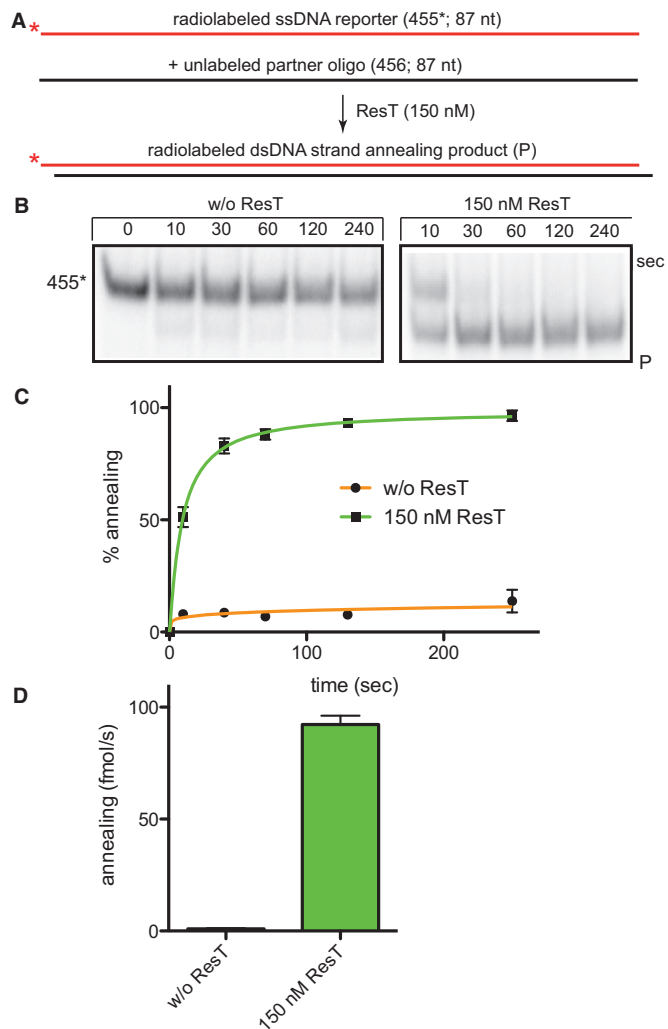 A
radiolabeled ssDNA reporter (455*; 87 nt)
*
+ unlabeled partner oligo (456; 87 nt)
ResT (150 nM)
radiolabeled dsDNA strand annealing product (P)
*
B
w/o ResT
150 nM ResT
0 10 30 60 120 240
10 30 60 120 240
455*
sec
P
C
100
50
0
% annealing
w/o ResT
150 nM ResT
0 100 200
time (sec)
D
100
50
0
annealing (fmol/s)
w/o ResT
150 nM ResT